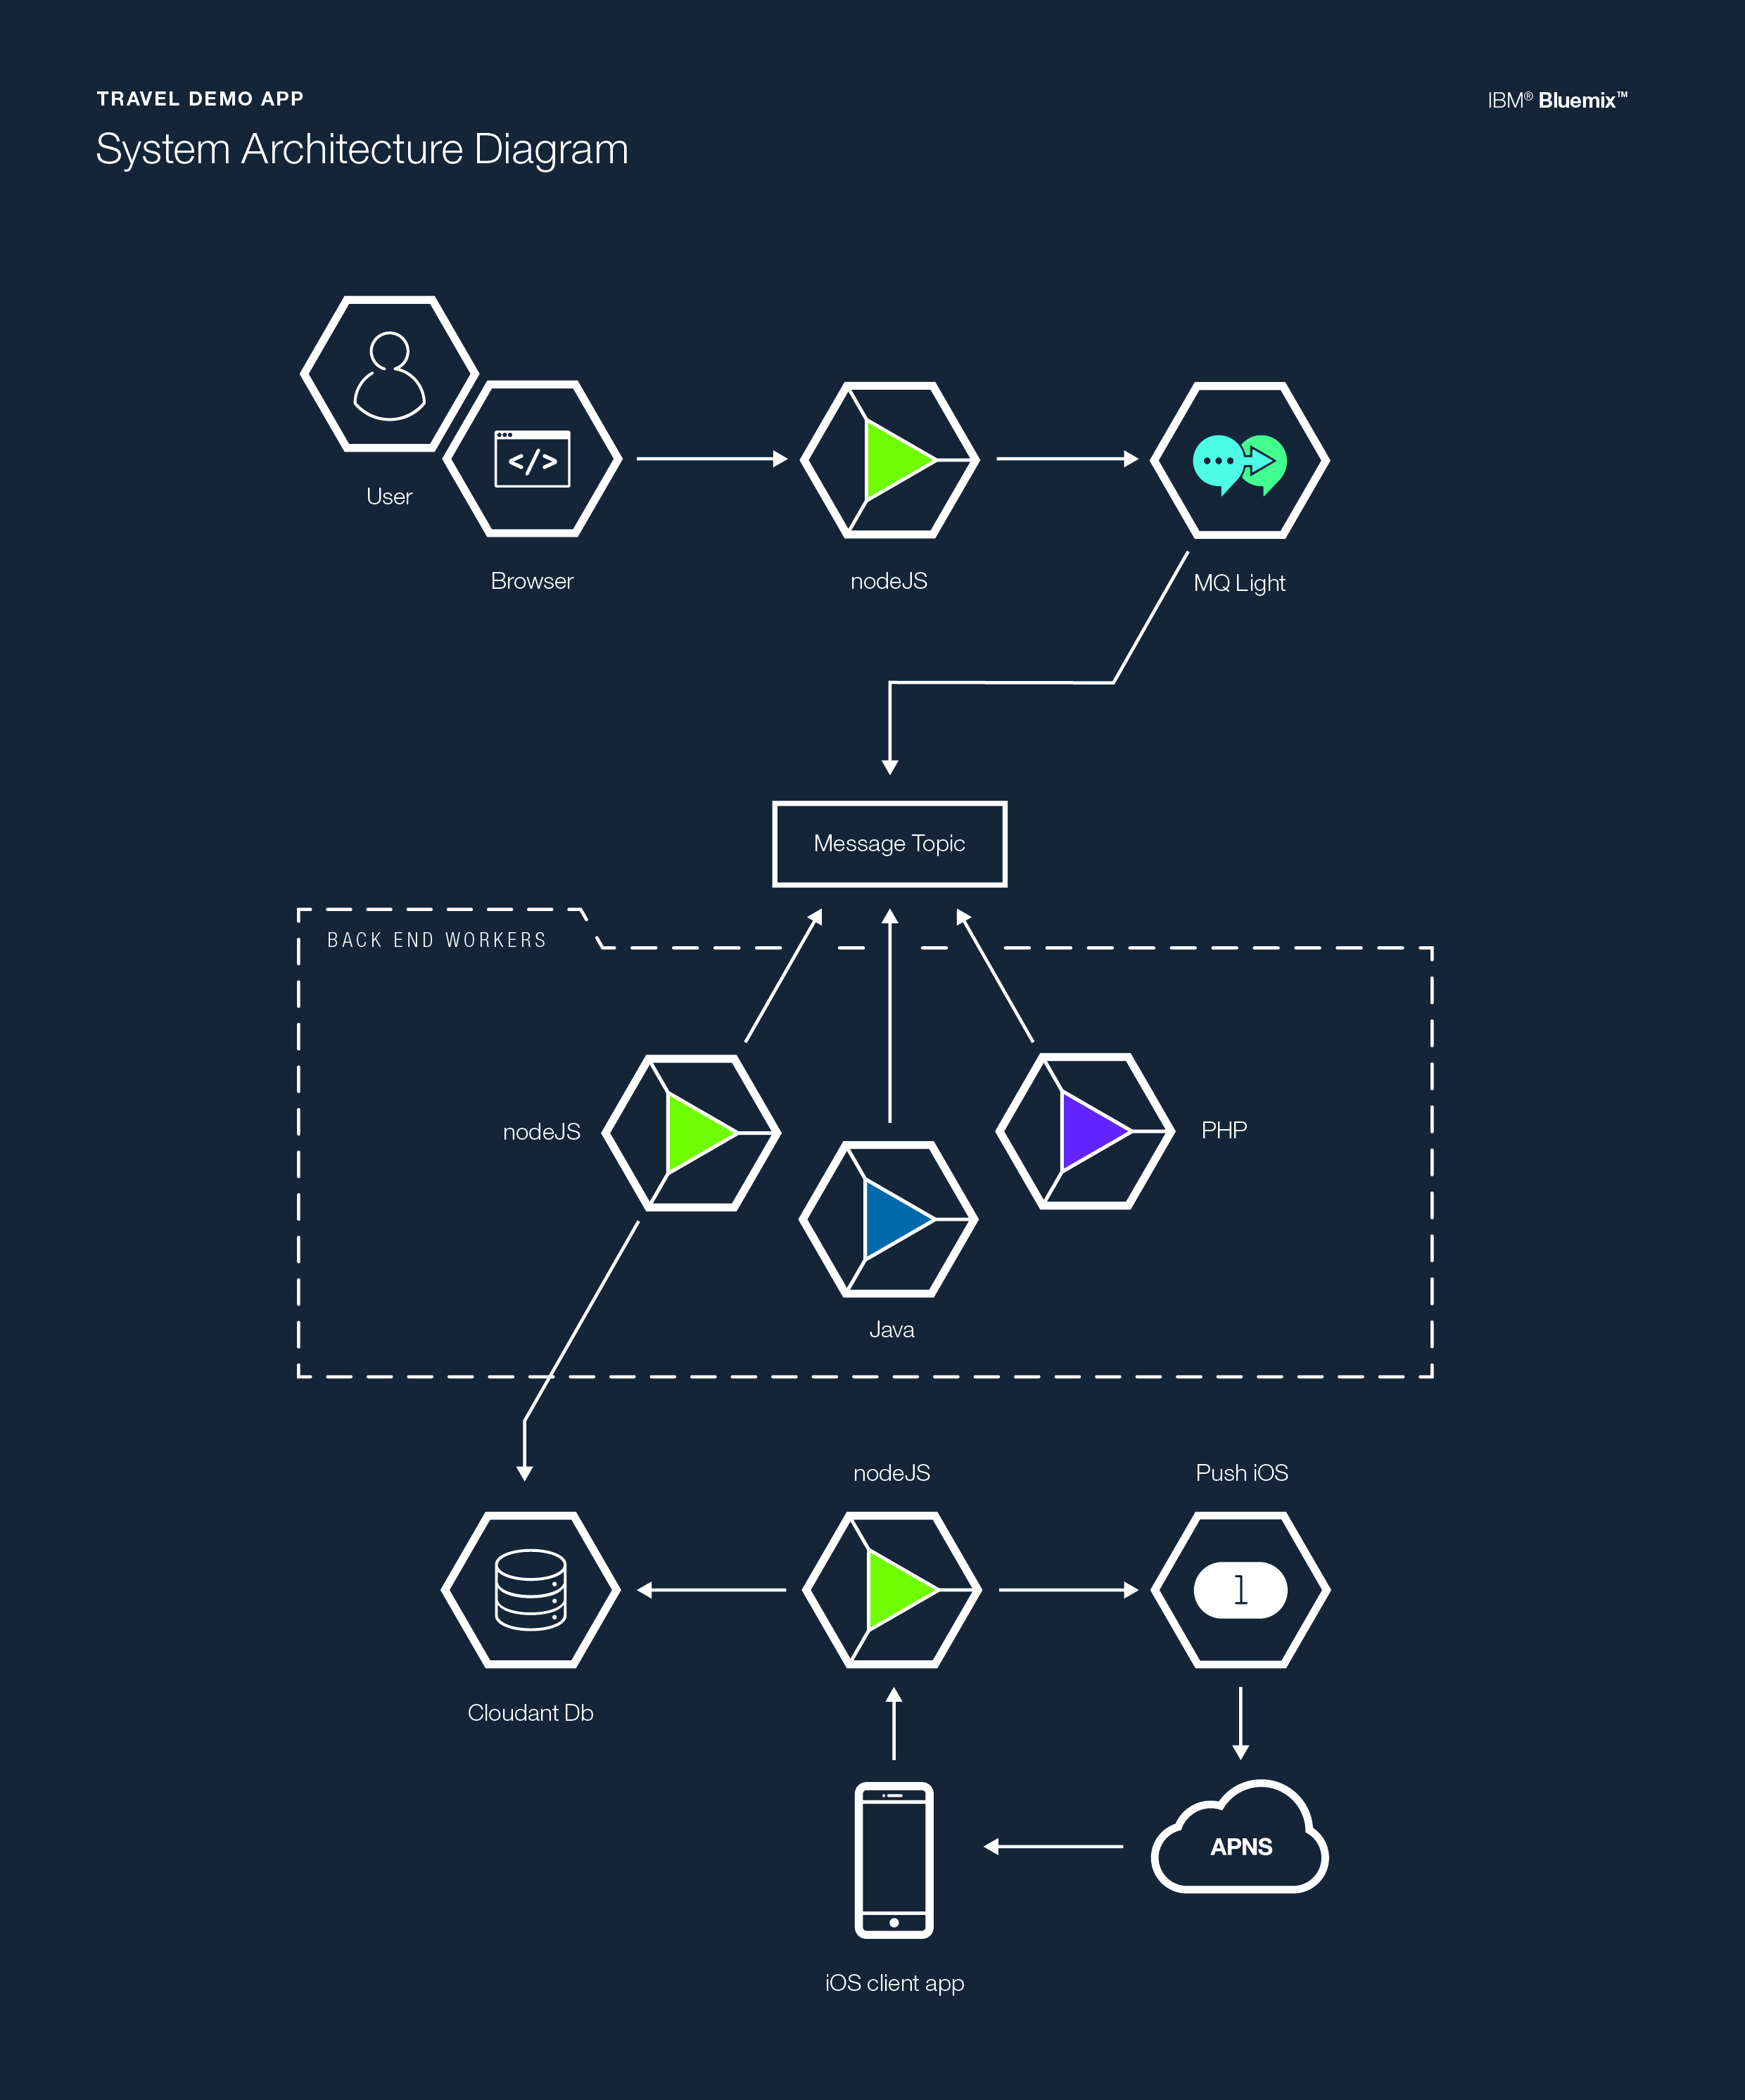 TRAVEL DEMO APP
IBM® Bluemix™
System Architecture Diagram
User
</>
Browser
nodeJS
MQ Light
Message Topic
BACK END WORKERS
nodeJS
PHP
Java
nodeJS
Push iOS
1
Cloudant Db
APNS
iOS client app